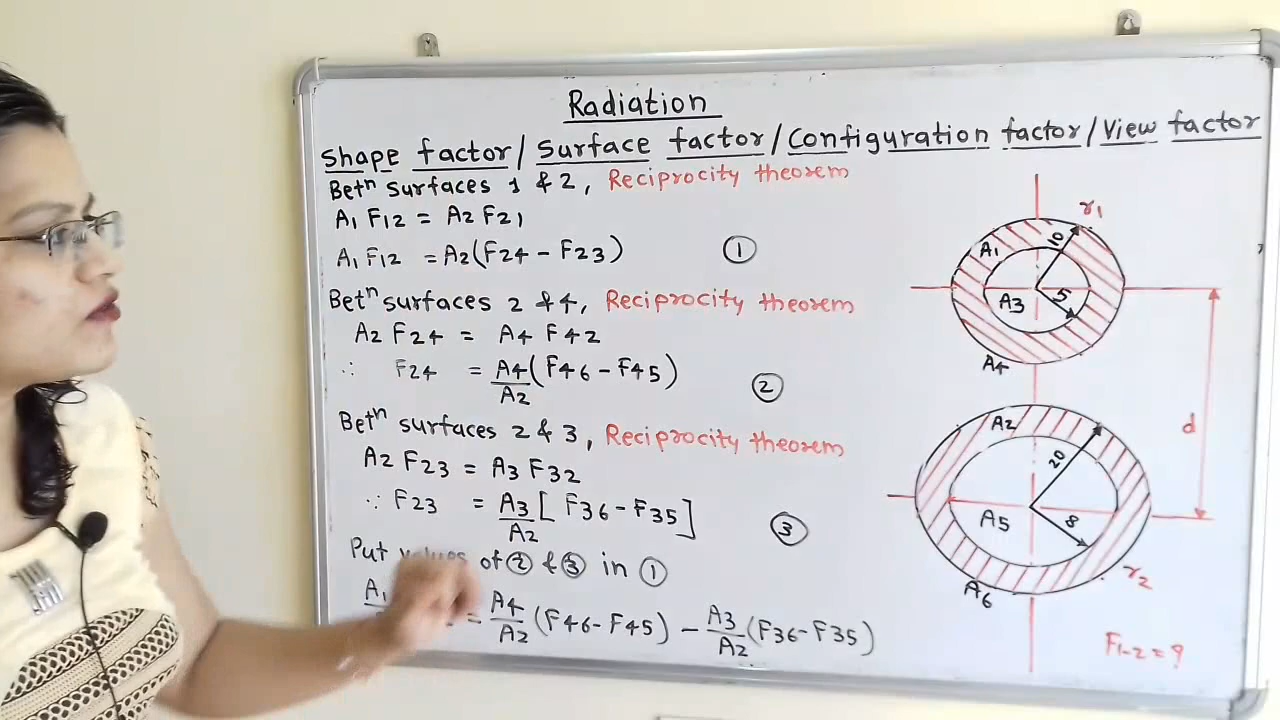 Radiation
Shape factor/Surface factor/Configuration factor/View factor
Betⁿ surfaces 1 & 2, Reciprocity theorem
A1 F12 = A2 F21
A1 F12 = A2(F24 - F23) ①
Betⁿ surfaces 2 & 4, Reciprocity theorem
A2 F24 = A4 F42
∴ F24 = A4/A2 (F46 - F45) ②
Betⁿ surfaces 2 & 3, Reciprocity theorem
A2 F23 = A3 F32
∵ F23 = A3/A2 [F36 - F35] ③
Put values of ② & ③ in ①
A1 = A4/A2 (F46 - F45) - A3/A2 (F36 - F35)
r1
10
A1
A3
5
A4
d
A2
20
A5
8
A6
r2
F1-2 = ?